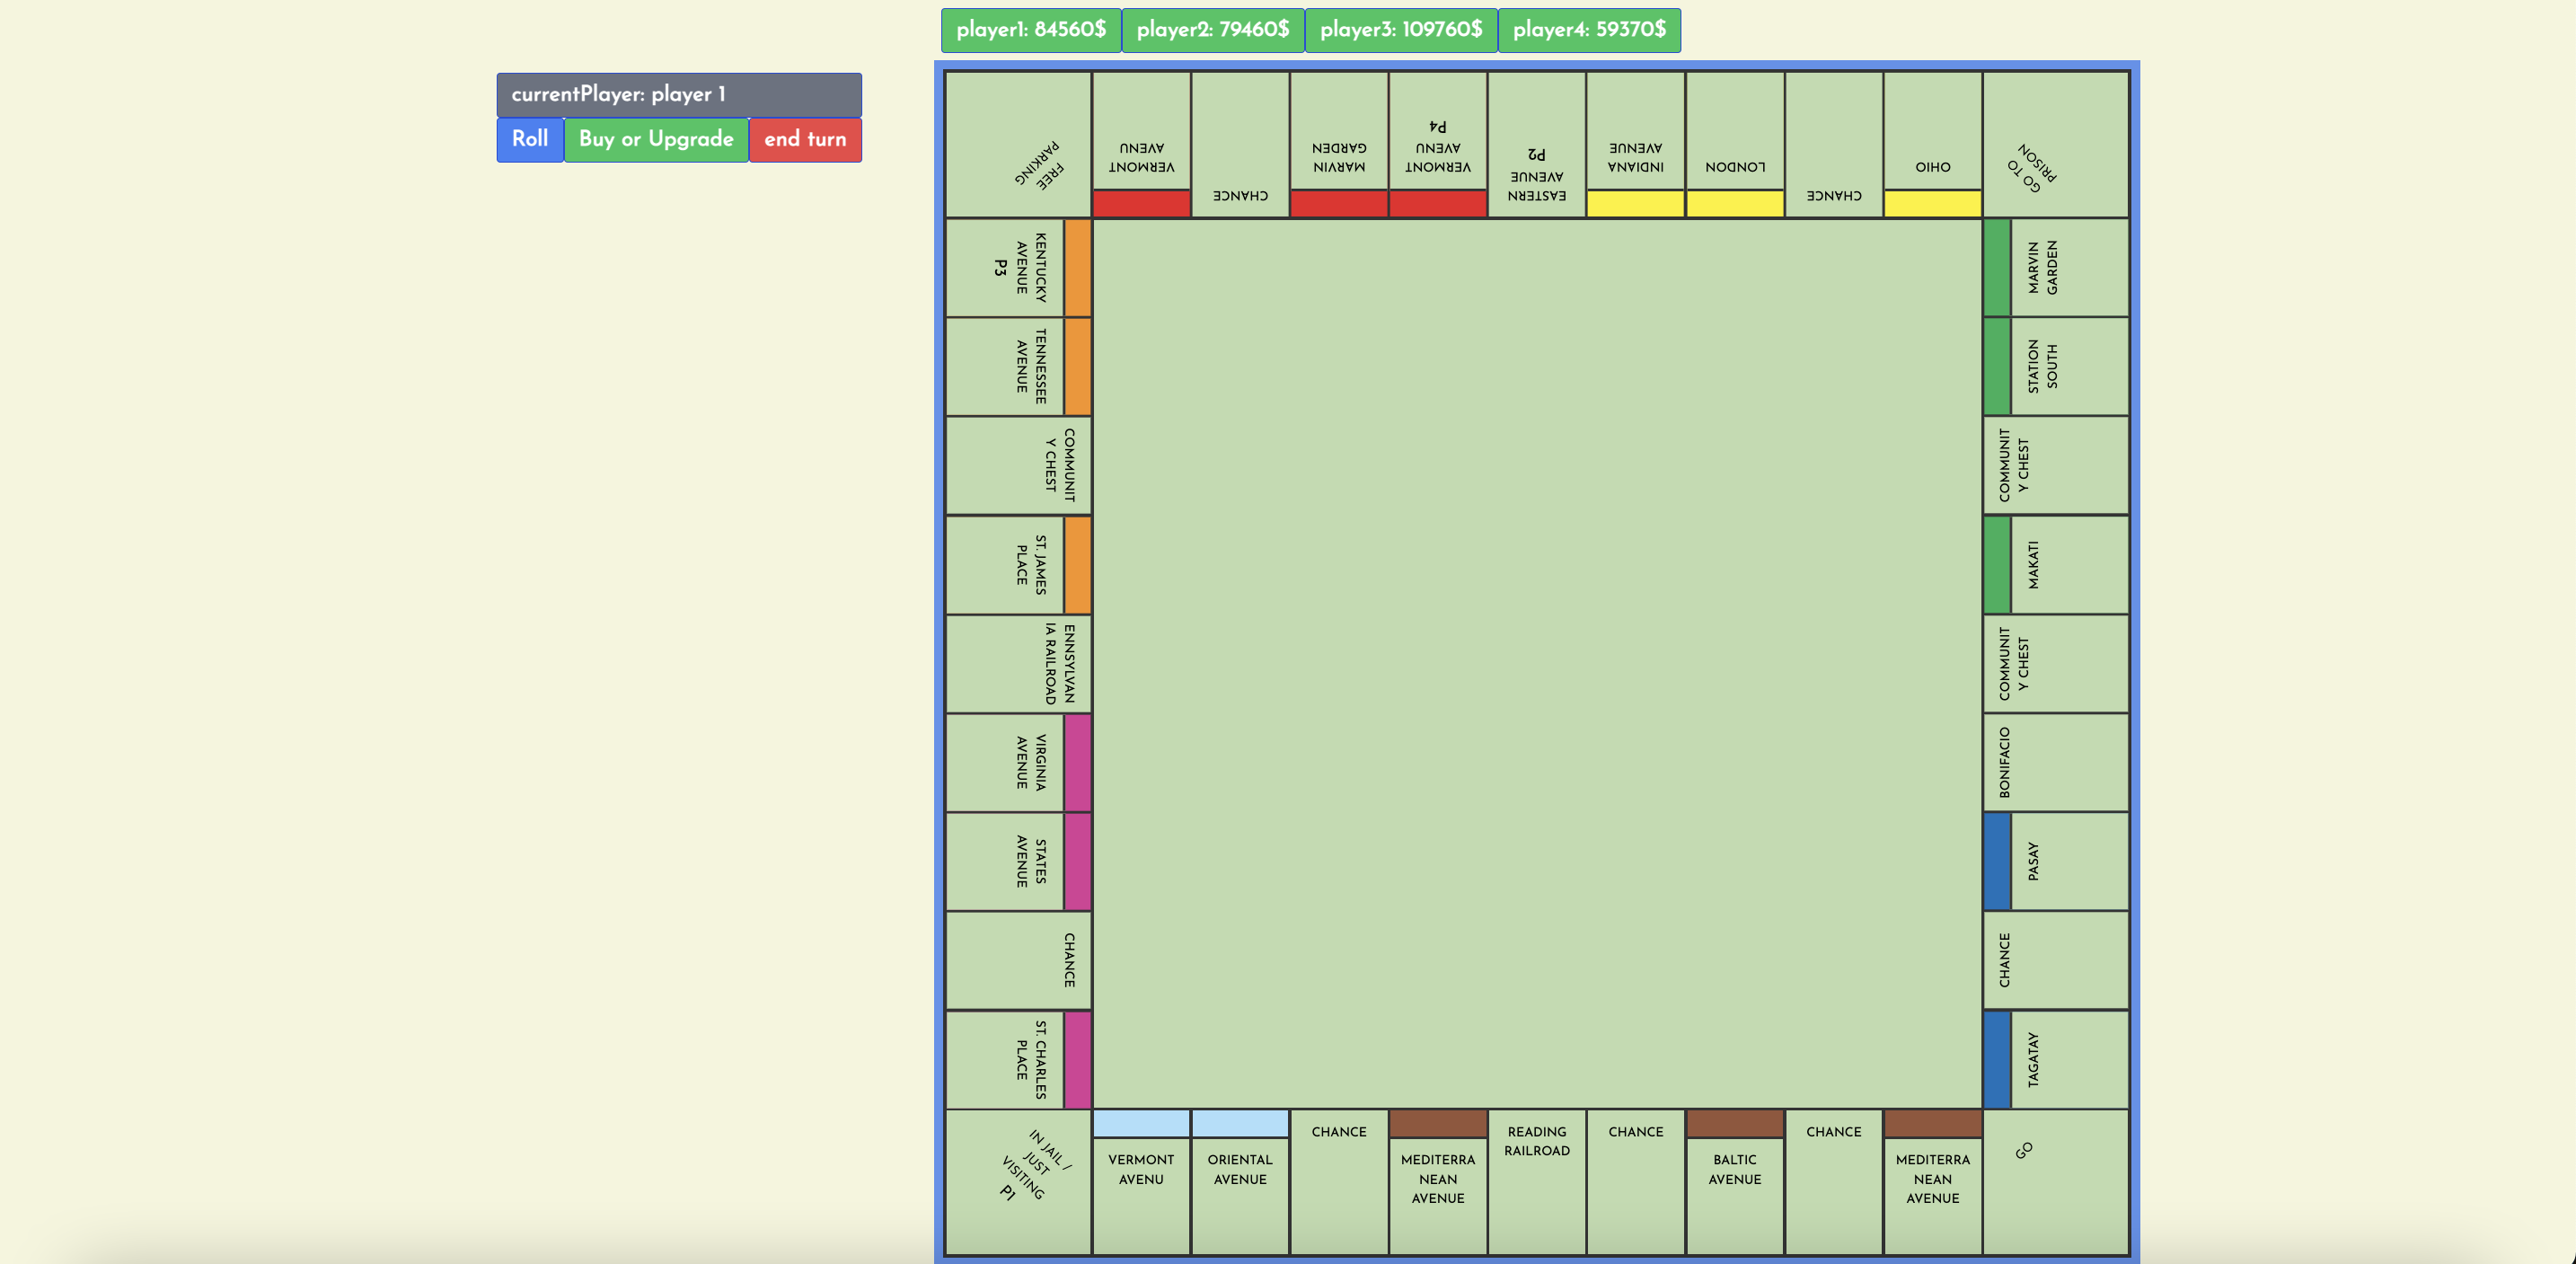 player1: 84560$ player2: 79460$ player3: 109760$ player4: 59370$
currentPlayer: player 1
Roll Buy or Upgrade end turn
FREE
PARKING
VERMONT
AVENU
CHANCE
MARVIN
GARDEN
VERMONT
AVENU
P4
EASTERN
AVENUE
P2
INDIANA
AVENUE
LONDON
CHANCE
OHIO
GO TO
PRISON
KENTUCKY
AVENUE
P3
TENNESSEE
AVENUE
COMMUNIT
Y CHEST
ST. JAMES
PLACE
ENNSYLVAN
IA RAILROAD
VIRGINIA
AVENUE
STATES
AVENUE
CHANCE
ST. CHARLES
PLACE
MARVIN
GARDEN
STATION
SOUTH
COMMUNIT
Y CHEST
MAKATI
COMMUNIT
Y CHEST
BONIFACIO
PASAY
CHANCE
TAGATAY
IN JAIL /
JUST
VISITING
P1
VERMONT
AVENU
ORIENTAL
AVENUE
CHANCE
MEDITERRA
NEAN
AVENUE
READING
RAILROAD
CHANCE
BALTIC
AVENUE
CHANCE
MEDITERRA
NEAN
AVENUE
GO